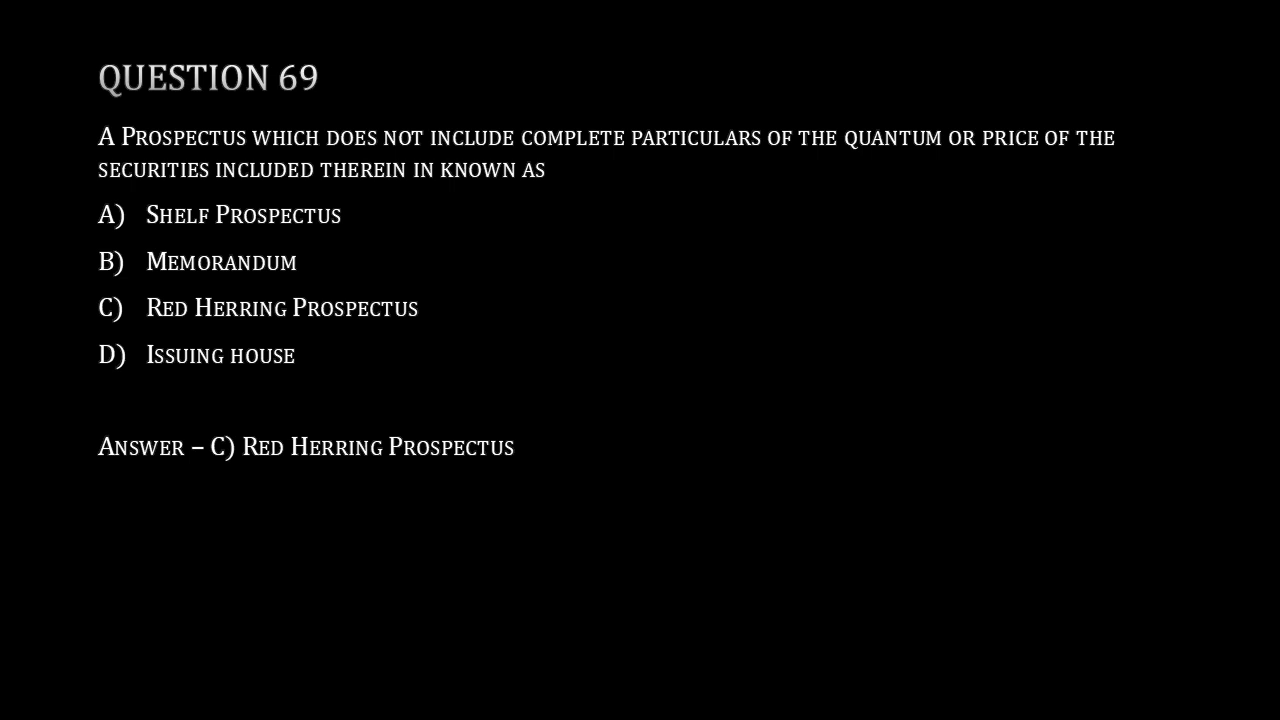 QUESTION 69
A PROSPECTUS WHICH DOES NOT INCLUDE COMPLETE PARTICULARS OF THE QUANTUM OR PRICE OF THE
SECURITIES INCLUDED THEREIN IN KNOWN AS
A) SHELF PROSPECTUS
B) MEMORANDUM
C) RED HERRING PROSPECTUS
D) ISSUING HOUSE
ANSWER – C) RED HERRING PROSPECTUS